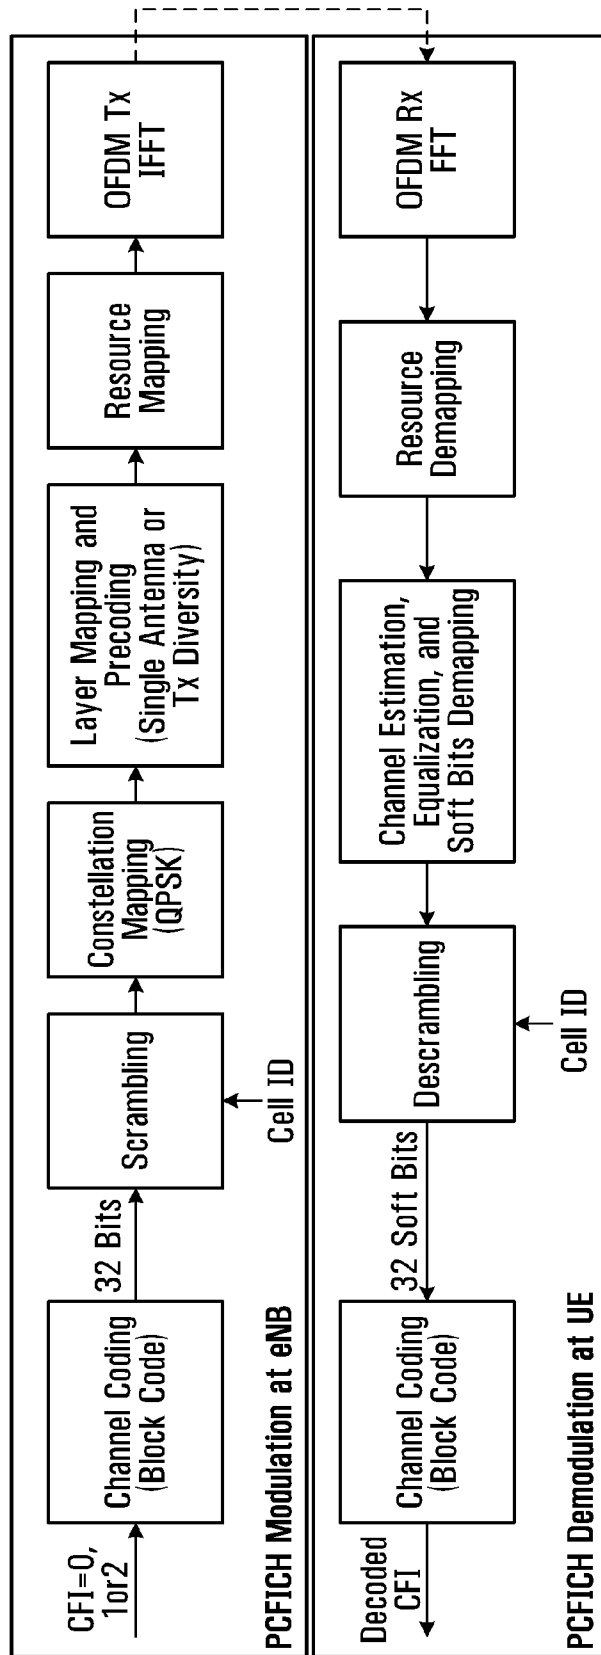 CFI=0,
1or2
Channel Coding
(Block Code)
32 Bits
Scrambling
Cell ID
Constellation
Mapping
(QPSK)
Layer Mapping and
Precoding
(Single Antenna or
Tx Diversity)
Resource
Mapping
OFDM Tx
IFFT
PCFICH Modulation at eNB
OFDM Rx
FFT
Resource
Demapping
Channel Estimation,
Equalization, and
Soft Bits Demapping
Descrambling
Cell ID
32 Soft Bits
Channel Coding
(Block Code)
Decoded
CFI
PCFICH Demodulation at UE